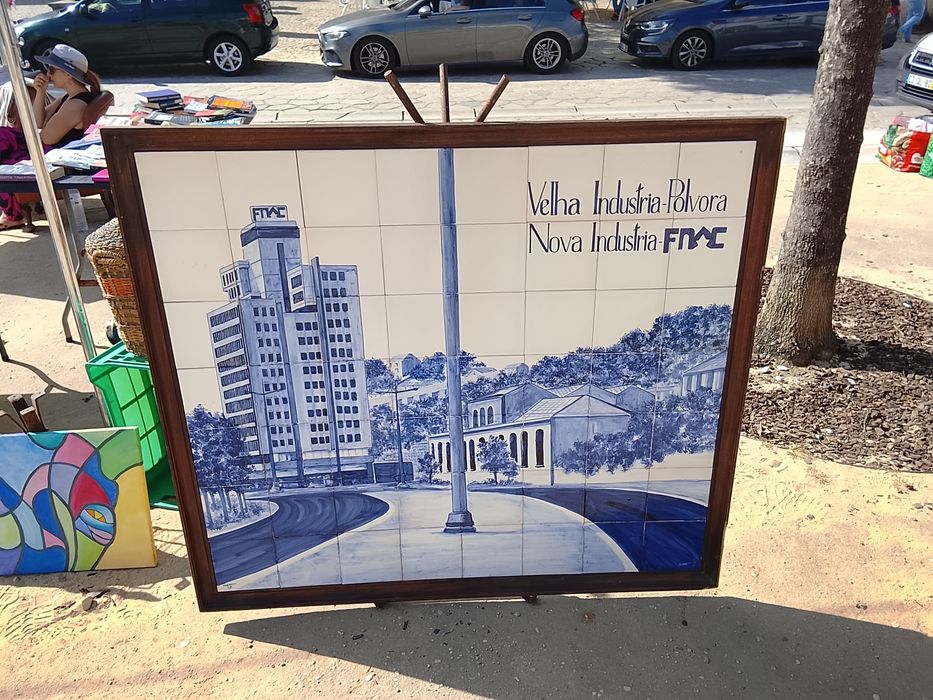 FNAC
Velha Industria-Polvora
Nova Industria-FNAC